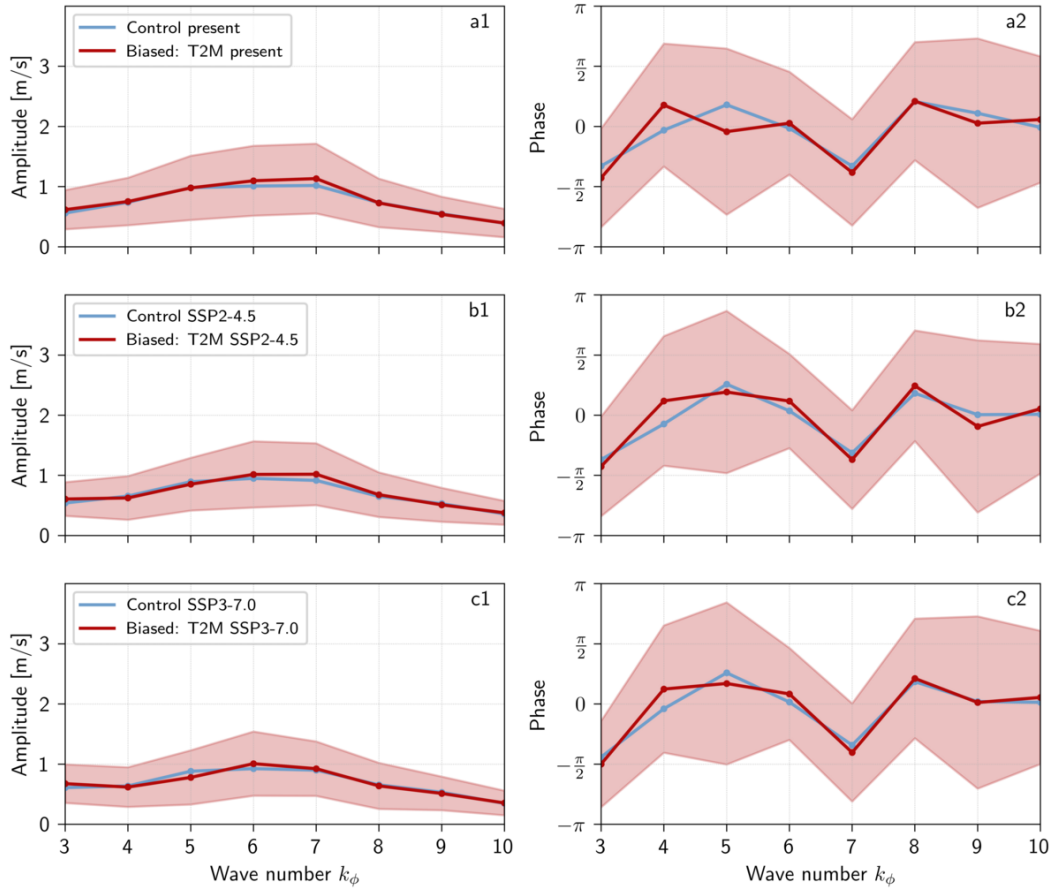 Amplitude [m/s]
3
2
1
0
Control present
Biased: T2M present
a1
Phase
π
π/2
0
−π/2
−π
a2
Amplitude [m/s]
3
2
1
0
Control SSP2-4.5
Biased: T2M SSP2-4.5
b1
Phase
π
π/2
0
−π/2
−π
b2
Amplitude [m/s]
3
2
1
0
Control SSP3-7.0
Biased: T2M SSP3-7.0
c1
3 4 5 6 7 8 9 10
Wave number kϕ
Phase
π
π/2
0
−π/2
−π
c2
3 4 5 6 7 8 9 10
Wave number kϕ